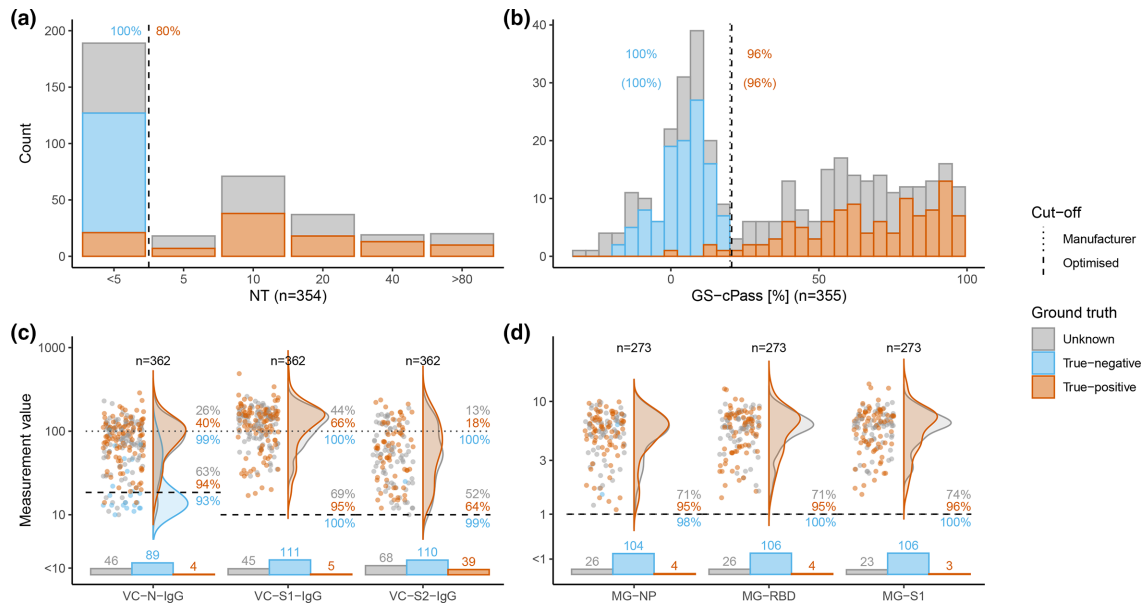 (a)
100%
80%
200
150
100
50
0
Count
<5
5
10
20
40
>80
NT (n=354)
(b)
100%
96%
(100%)
(96%)
40
30
20
10
0
0
50
100
GS−cPass [%] (n=355)
Cut−off
Manufacturer
Optimised
Ground truth
Unknown
True−negative
True−positive
(c)
1000
100
10
<10
Measurement value
n=362
n=362
n=362
26%
40%
99%
44%
66%
100%
13%
18%
100%
63%
94%
93%
69%
95%
100%
52%
64%
99%
46
89
4
45
111
5
68
110
39
VC−N−IgG
VC−S1−IgG
VC−S2−IgG
(d)
10
3
1
<1
n=273
n=273
n=273
71%
95%
98%
71%
95%
100%
74%
96%
100%
26
104
4
26
106
4
23
106
3
MG−NP
MG−RBD
MG−S1